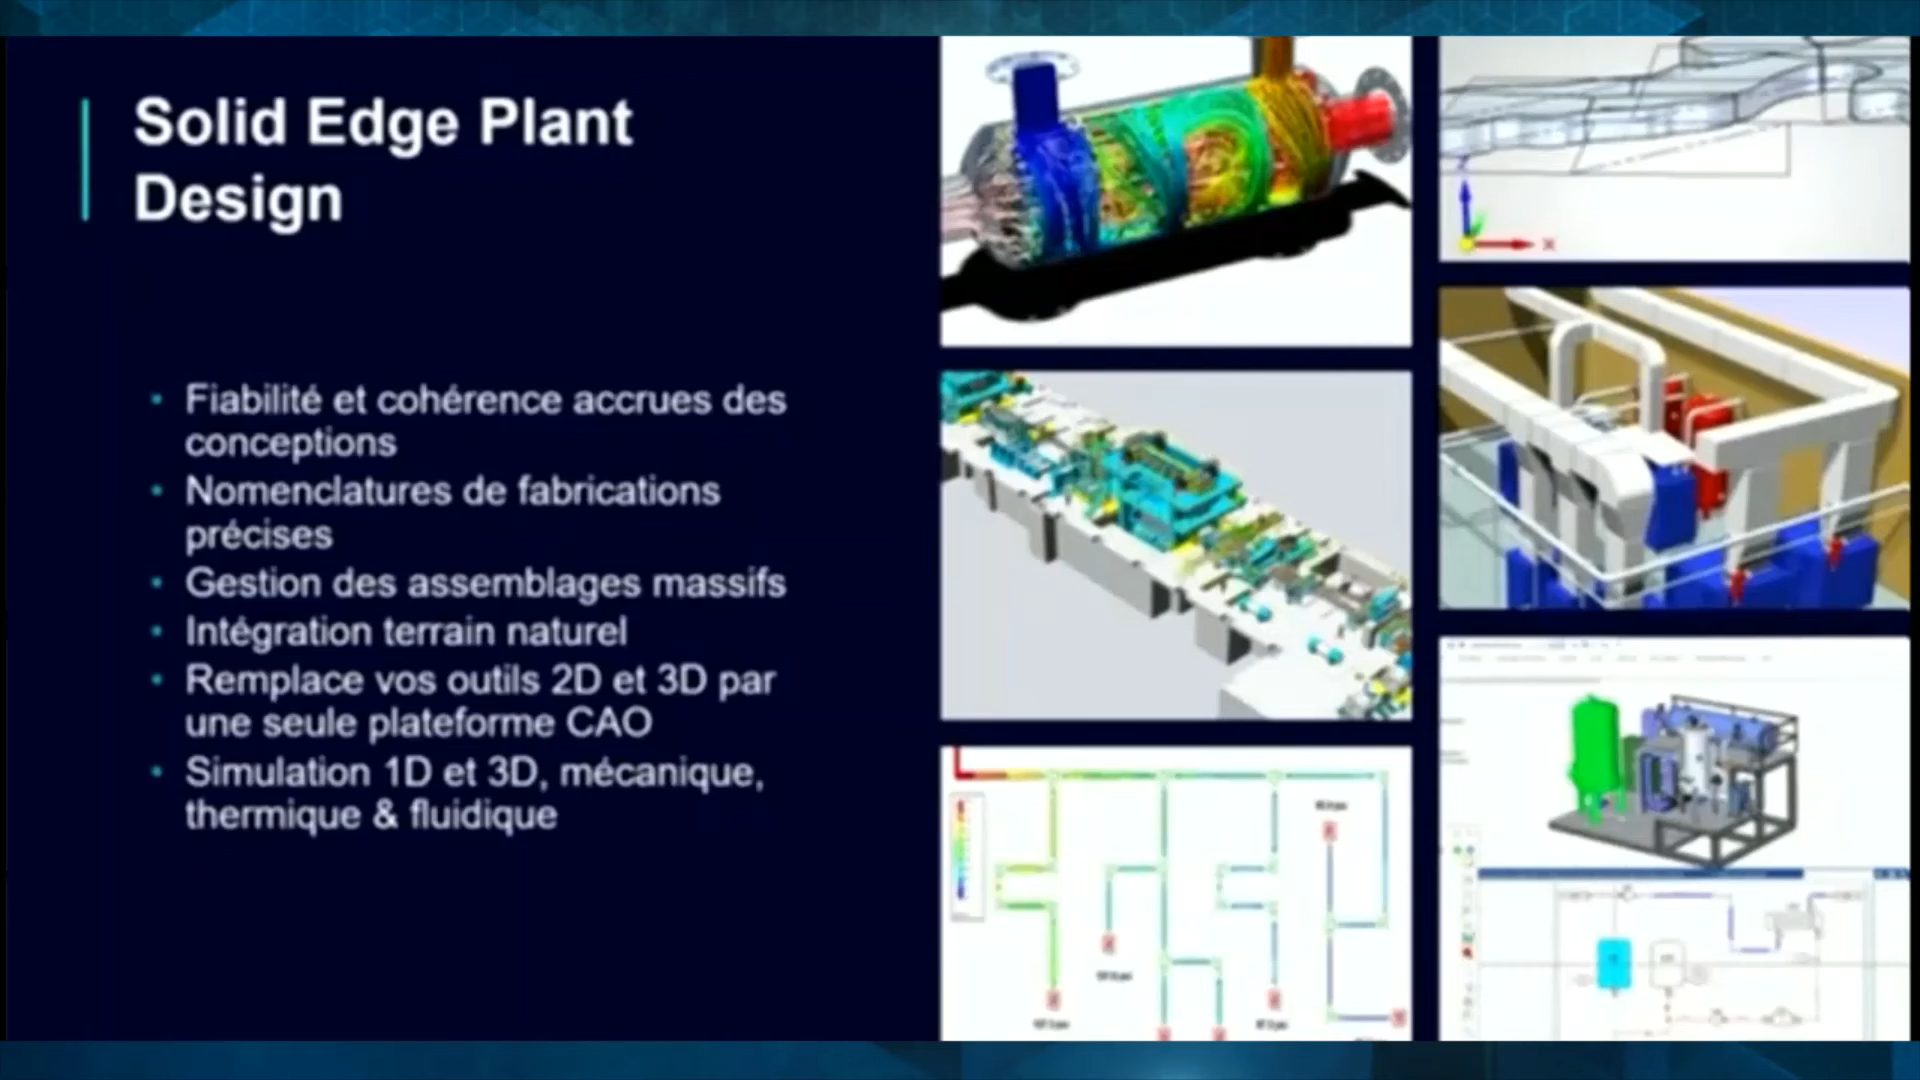 Solid Edge Plant
Design
Fiabilité et cohérence accrues des
conceptions
Nomenclatures de fabrications
précises
Gestion des assemblages massifs
Intégration terrain naturel
Remplace vos outils 2D et 3D par
une seule plateforme CAO
Simulation 1D et 3D, mécanique,
thermique & fluidique
X